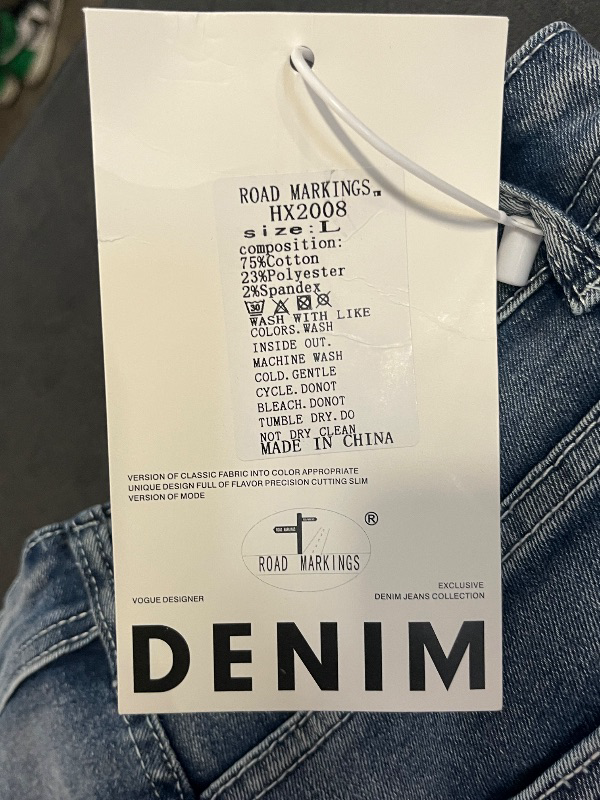 ROAD MARKINGS
HX2008
size:L
composition:
75%Cotton
23%Polyester
2%Spandex
30
WASH WITH LIKE
COLORS.WASH
INSIDE OUT.
MACHINE WASH
COLD.GENTLE
CYCLE.DONOT
BLEACH.DONOT
TUMBLE DRY.DO
NOT DRY CLEAN
MADE IN CHINA
VERSION OF CLASSIC FABRIC INTO COLOR APPROPRIATE
UNIQUE DESIGN FULL OF FLAVOR PRECISION CUTTING SLIM
VERSION OF MODE
®
ROAD MARKINGS
VOGUE DESIGNER
EXCLUSIVE
DENIM JEANS COLLECTION
DENIM